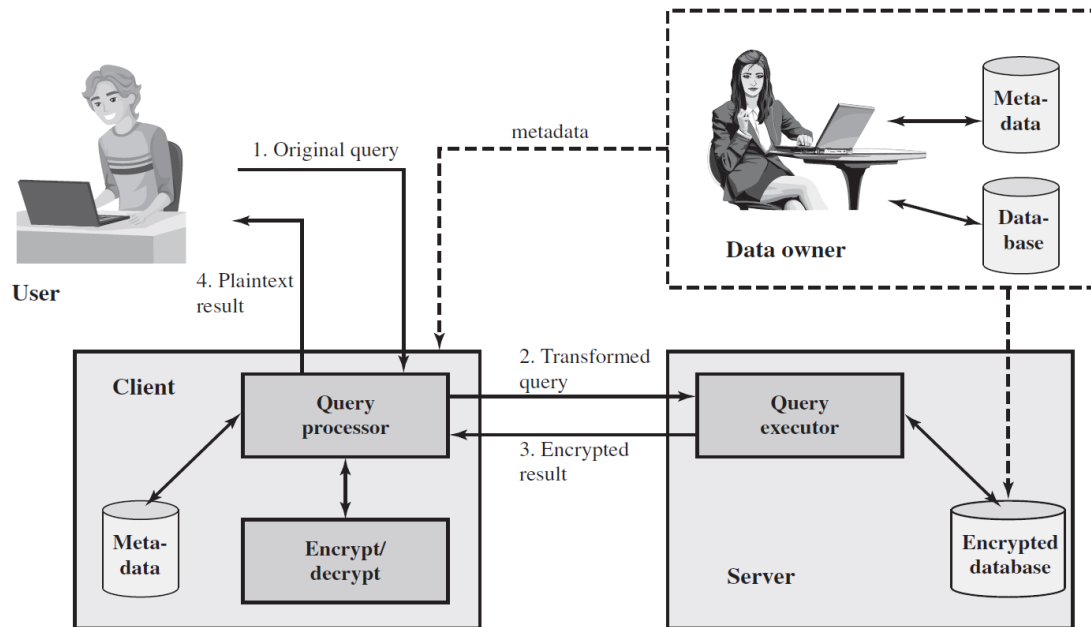 metadata
Meta-
data
1. Original query
Data-
base
Data owner
User
4. Plaintext
result
Client
Query
processor
2. Transformed
query
3. Encrypted
result
Query
executor
Meta-
data
Encrypt/
decrypt
Server
Encrypted
database